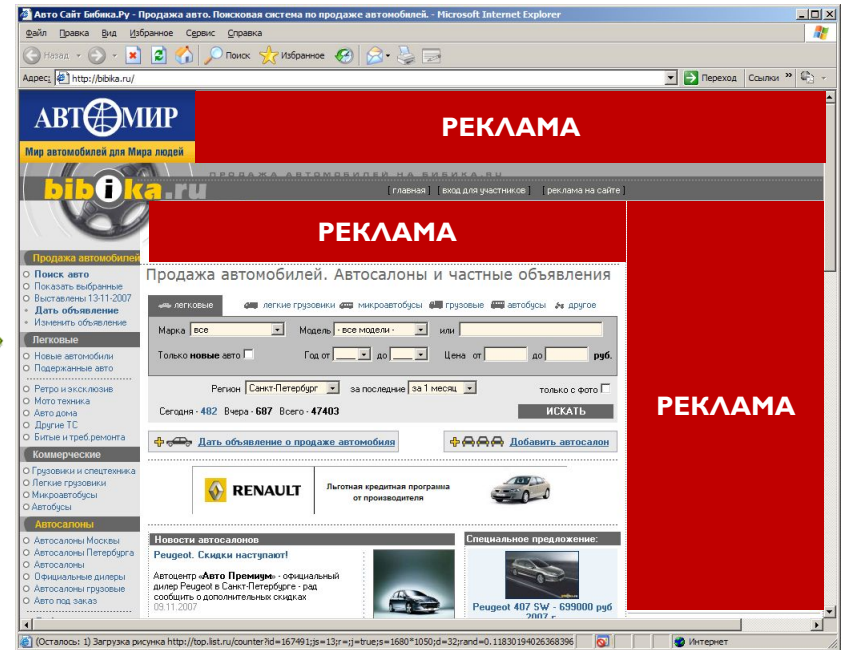 Авто Сайт Бибика.Ру - Продажа авто. Поисковая система по продаже автомобилей. - Microsoft Internet Explorer
Файл Правка Вид Избранное Сервис Справка
Назад Поиск Избранное
Адрес: http://bibika.ru/ Переход Ссылки »
АВТОМИР
Мир автомобилей для Мира людей
РЕКЛАМА
ПРОДАЖА АВТОМОБИЛЕЙ НА БИБИКА.RU
bibika.ru
[ главная ] [ вход для участников ] [ реклама на сайте ]
РЕКЛАМА
РЕКЛАМА
Продажа автомобилей
Поиск авто
Показать выбранные
Выставлены 13-11-2007
Дать объявление
Изменить объявление
Легковые
Новые автомобили
Подержанные авто
Ретро и эксклюзив
Мото техника
Авто дома
Другие ТС
Битые и треб.ремонта
Коммерческие
Грузовики и спецтехника
Легкие грузовики
Микроавтобусы
Автобусы
Автосалоны
Автосалоны Москвы
Автосалоны Петербурга
Автосалоны
Официальные дилеры
Автосалоны грузовые
Авто под заказ
Продажа автомобилей. Автосалоны и частные объявления
легковые легкие грузовики микроавтобусы грузовые автобусы другое
Марка все Модель - все модели - или
Только новые авто Год от до Цена от до руб.
Регион Санкт-Петербург за последние за 1 месяц только с фото
Сегодня - 482 Вчера - 687 Всего - 47403 ИСКАТЬ
Дать объявление о продаже автомобиля Добавить автосалон
RENAULT
Льготная кредитная программа
от производителя
Новости автосалонов
Peugeot. Скидки наступают!
Автоцентр «Авто Премиум» - официальный
дилер Peugeot в Санкт-Петербурге - рад
сообщить о дополнительных скидках
09.11.2007
Специальное предложение:
Peugeot 407 SW - 699000 руб
2007 г.
(Осталось: 1) Загрузка рисунка http://top.list.ru/counter?id=167491;js=13;r=;j=true;s=1680*1050;d=32;rand=0.11830194026368396 Интернет